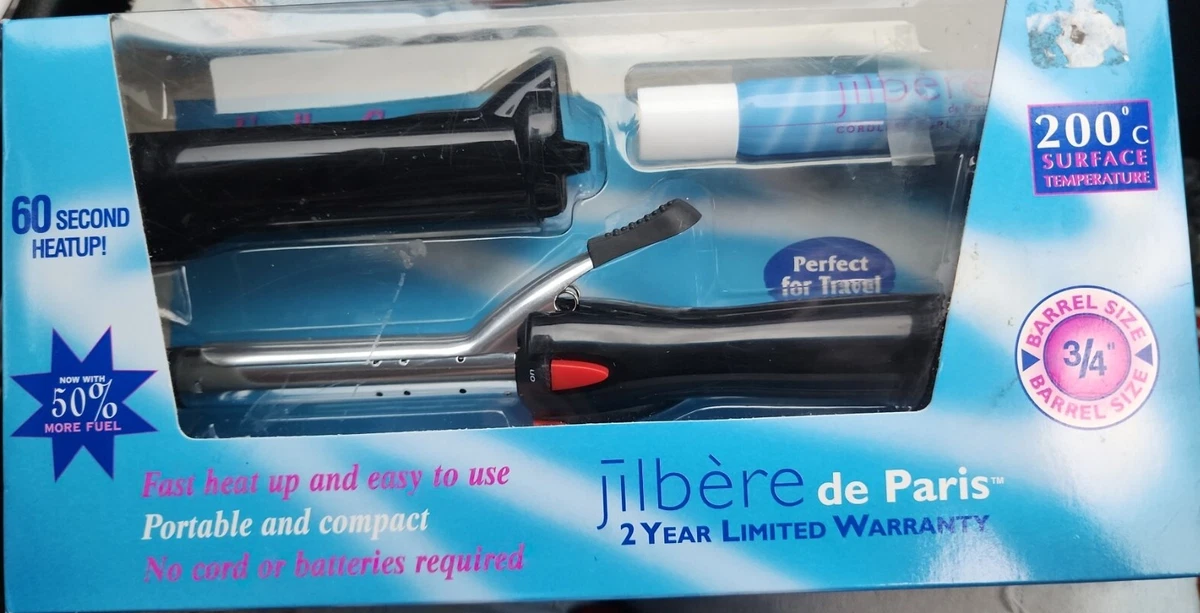 jilbère
200°C
SURFACE
TEMPERATURE
60 SECOND
HEATUP!
Perfect
for Travel
BARREL SIZE
3/4"
BARREL SIZE
on
NOW WITH
50%
MORE FUEL
Fast heat up and easy to use
Portable and compact
No cord or batteries required
jīlbère de Paris™
2 YEAR LIMITED WARRANTY